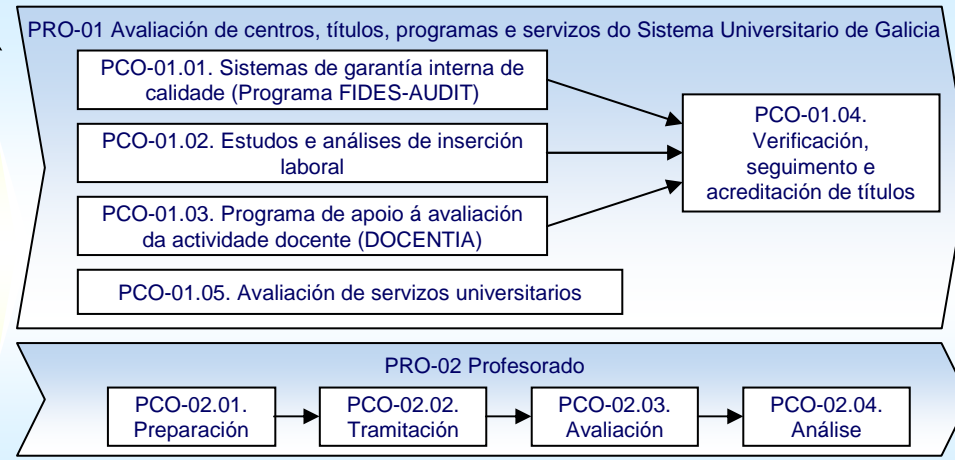 PRO-01 Avaliación de centros, títulos, programas e servizos do Sistema Universitario de Galicia
PCO-01.01. Sistemas de garantía interna de
calidade (Programa FIDES-AUDIT)
PCO-01.02. Estudos e análises de inserción
laboral
PCO-01.03. Programa de apoio á avaliación
da actividade docente (DOCENTIA)
PCO-01.04.
Verificación,
seguimento e
acreditación de títulos
PCO-01.05. Avaliación de servizos universitarios
PRO-02 Profesorado
PCO-02.01.
Preparación
PCO-02.02.
Tramitación
PCO-02.03.
Avaliación
PCO-02.04.
Análise